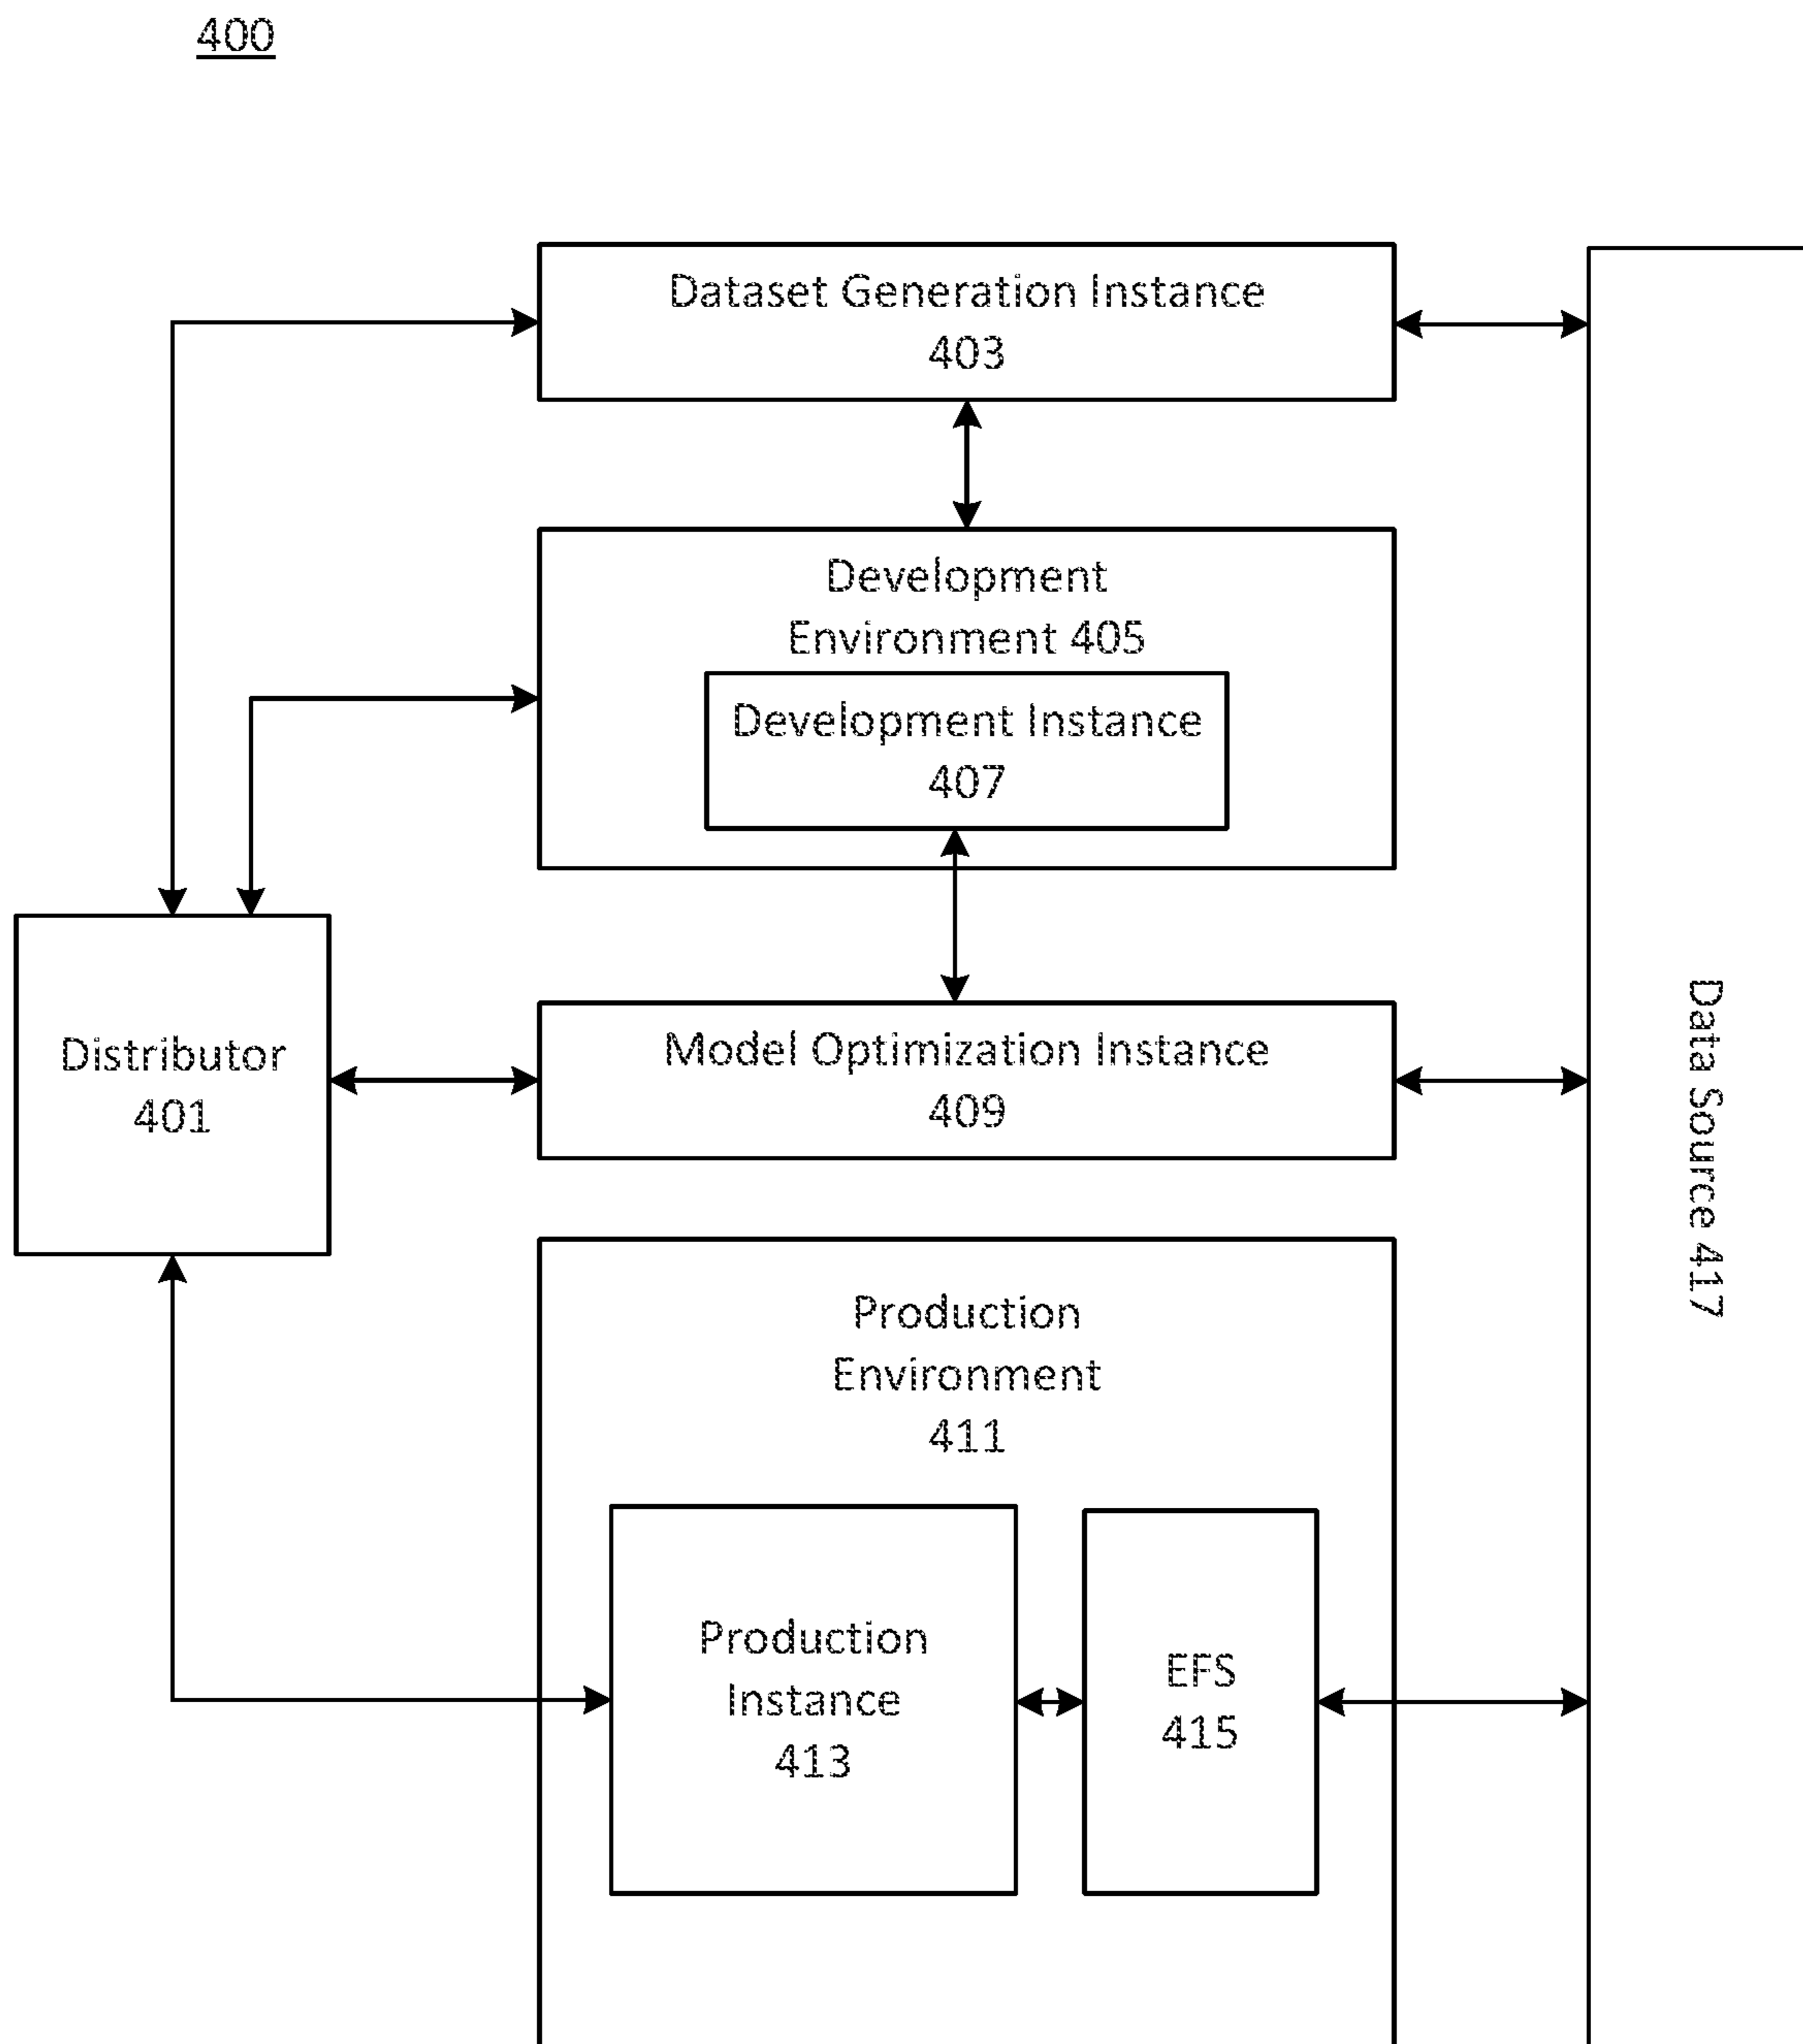 400
Dataset Generation Instance
403
Development
Environment 405
Development Instance
407
Distributor
401
Model Optimization Instance
409
Data Source 417
Production
Environment
411
Production
Instance
413
EFS
415